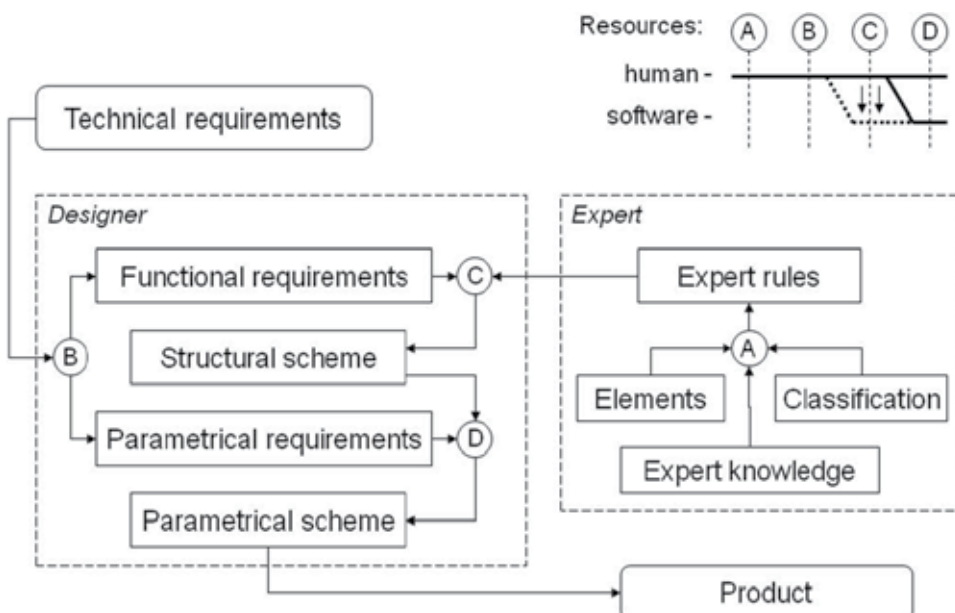 Resources: A B C D
human -
software -
Technical requirements
Designer
Functional requirements
C
Structural scheme
B
Parametrical requirements
D
Parametrical scheme
Expert
Expert rules
A
Elements
Classification
Expert knowledge
Product